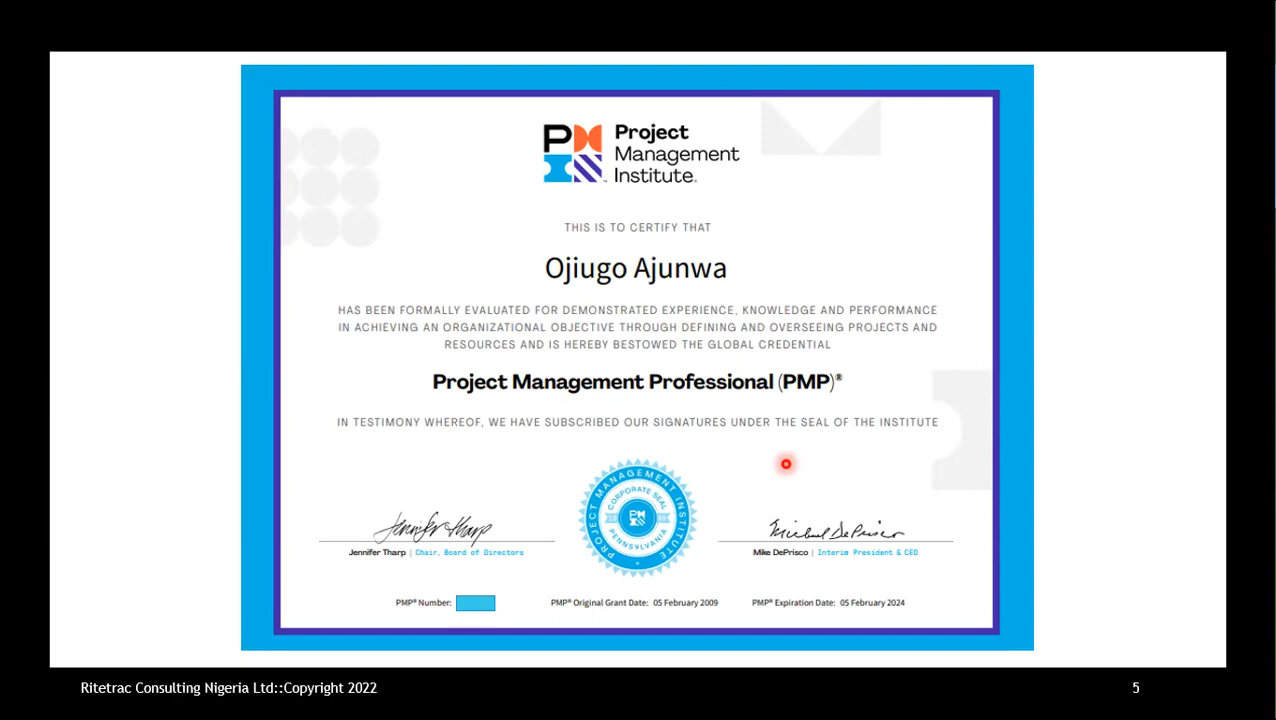 Project
Management
Institute.
THIS IS TO CERTIFY THAT
Ojiugo Ajunwa
HAS BEEN FORMALLY EVALUATED FOR DEMONSTRATED EXPERIENCE, KNOWLEDGE AND PERFORMANCE
IN ACHIEVING AN ORGANIZATIONAL OBJECTIVE THROUGH DEFINING AND OVERSEEING PROJECTS AND
RESOURCES AND IS HEREBY BESTOWED THE GLOBAL CREDENTIAL
Project Management Professional (PMP)®
IN TESTIMONY WHEREOF, WE HAVE SUBSCRIBED OUR SIGNATURES UNDER THE SEAL OF THE INSTITUTE
PROJECT MANAGEMENT INSTITUTE
CORPORATE SEAL
PENNSYLVANIA
Jennifer Tharp
Jennifer Tharp | Chair, Board of Directors
Michael DePrisco
Mike DePrisco | Interim President & CEO
PMP® Number:
PMP® Original Grant Date: 05 February 2009
PMP® Expiration Date: 05 February 2024
Ritetrac Consulting Nigeria Ltd::Copyright 2022
5